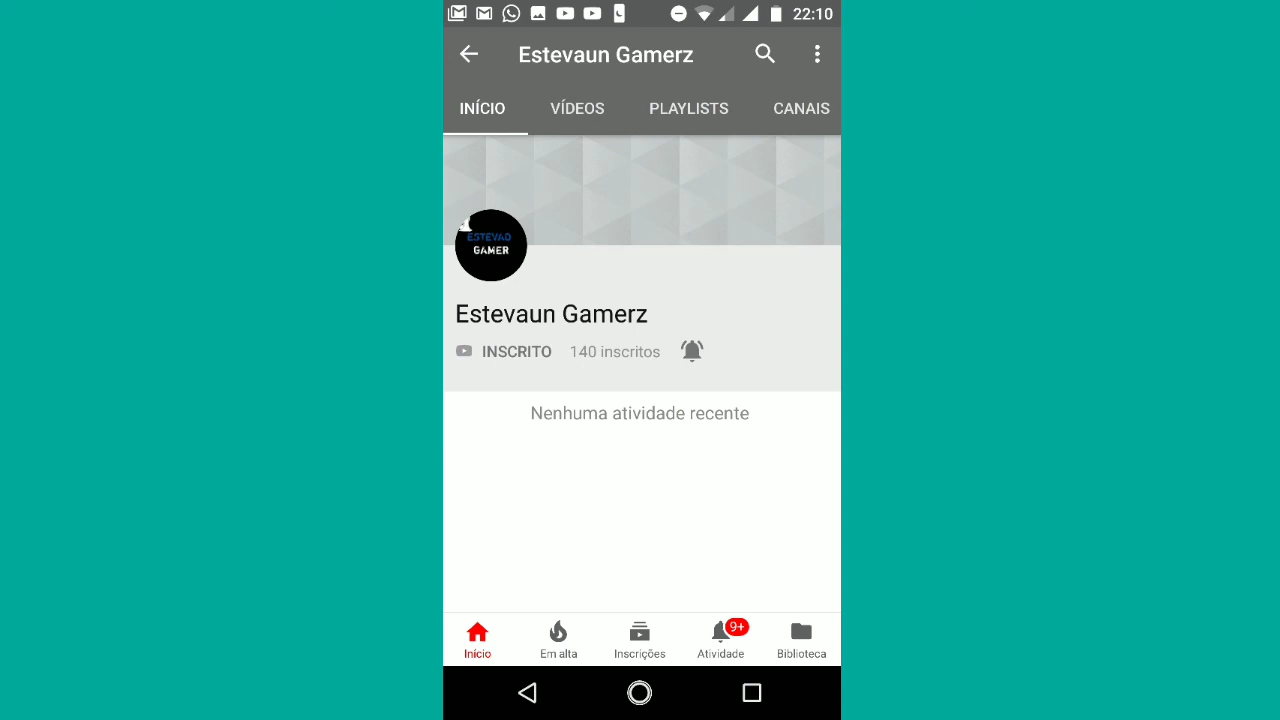 22:10
Estevaun Gamerz
INÍCIO VÍDEOS PLAYLISTS CANAIS
ESTEVAO
GAMER
Estevaun Gamerz
INSCRITO 140 inscritos
Nenhuma atividade recente
9+
Início Em alta Inscrições Atividade Biblioteca